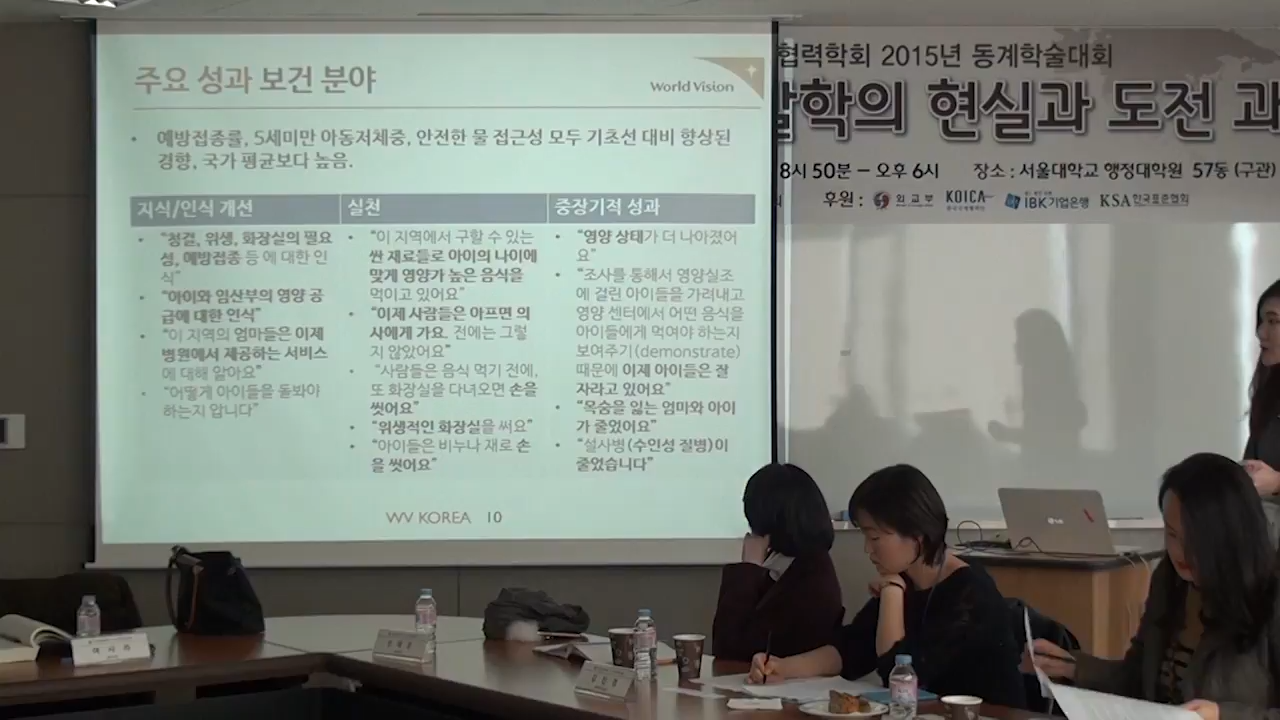 주요 성과 보건 분야
World Vision
• 예방접종률, 5세미만 아동저체중, 안전한 물 접근성 모두 기초선 대비 향상된
경향, 국가 평균보다 높음.
지식/인식 개선
• “청결, 위생, 화장실의 필요
성, 예방접종 등에 대한 인
식”
• “아이와 임산부의 영양 공
급에 대한 인식”
• “이 지역의 엄마들은 이제
병원에서 제공하는 서비스
에 대해 알아요”
• “어떻게 아이들을 돌봐야
하는지 압니다”
실천
• “이 지역에서 구할 수 있는
싼 재료들로 아이의 나이에
맞게 영양가 높은 음식을
먹이고 있어요”
• “이제 사람들은 아프면 의
사에게 가요. 전에는 그렇
지 않았어요”
• “사람들은 음식 먹기 전에,
또 화장실을 다녀오면 손을
씻어요”
• “위생적인 화장실을 써요”
• “아이들은 비누나 재로 손
을 씻어요”
중장기적 성과
• “영양 상태가 더 나아졌어
요”
• “조사를 통해서 영양실조
에 걸린 아이들을 가려내고
영양 센터에서 어떤 음식을
아이들에게 먹여야 하는지
보여주기(demonstrate)
때문에 이제 아이들은 잘
자라고 있어요”
• “목숨을 잃는 엄마와 아이
가 줄었어요”
• “설사병(수인성 질병)이
줄었습니다”
WV KOREA 10
협력학회 2015년 동계학술대회
학의 현실과 도전 과
8시 50분 – 오후 6시 장소 : 서울대학교 행정대학원 57동 (구관)
후원 : 외교부 KOICA IBK기업은행 KSA한국표준협회
LG